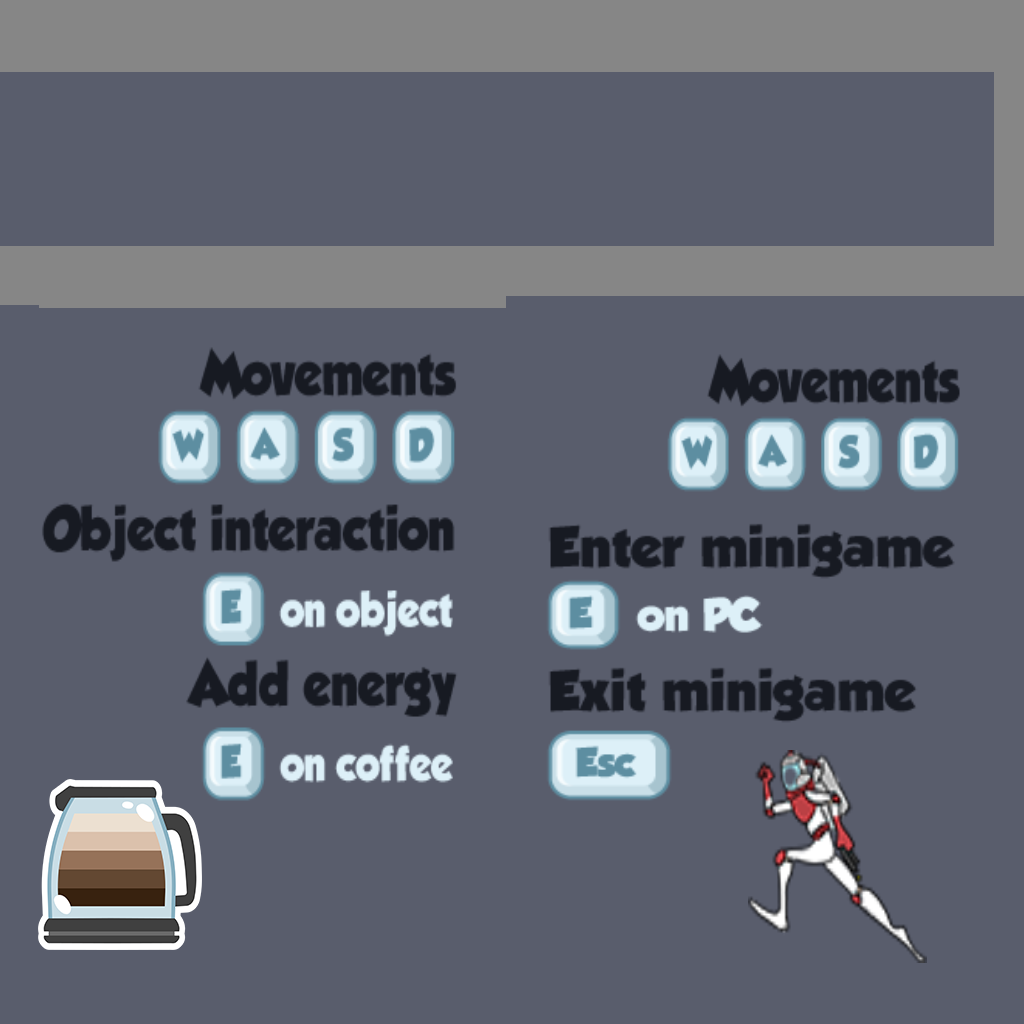 Movements
W A S D
Object interaction
E on object
Add energy
E on coffee
Movements
W A S D
Enter minigame
E on PC
Exit minigame
Esc